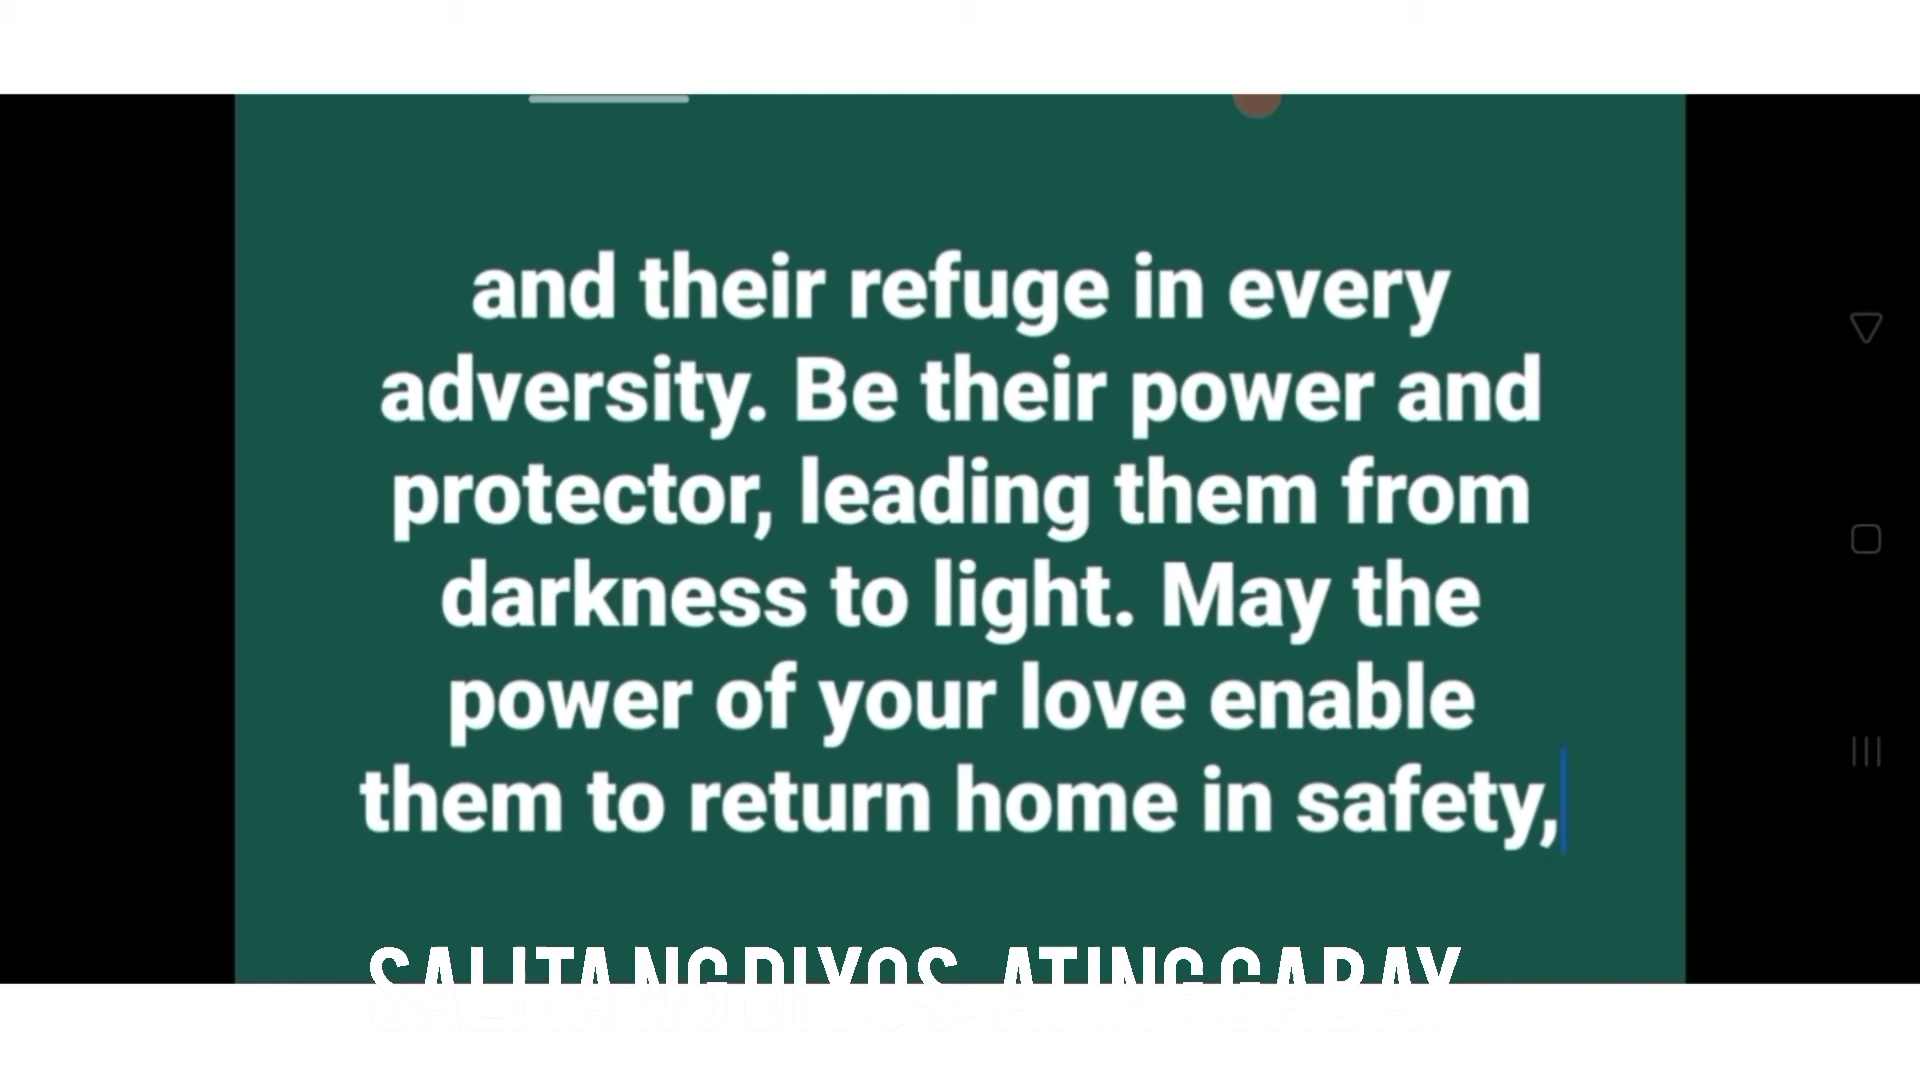 and their refuge in every
adversity. Be their power and
protector, leading them from
darkness to light. May the
power of your love enable
them to return home in safety,
SALITA NG DIYOS ATING GABAY